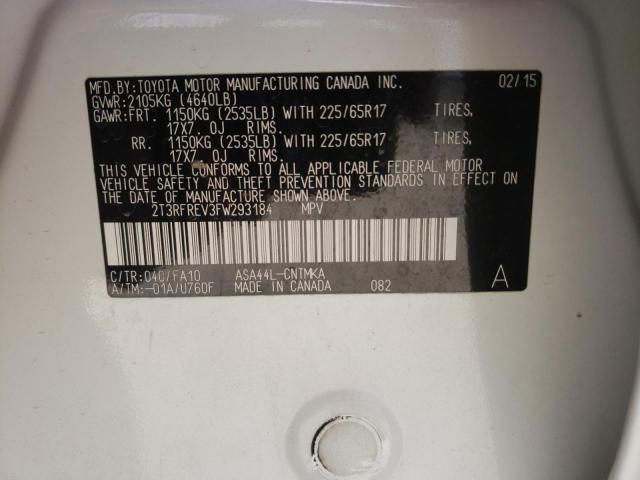 MFD.BY:TOYOTA MOTOR MANUFACTURING CANADA INC. 02/15
GVWR:2105KG (4640LB)
GAWR:FRT. 1150KG (2535LB) WITH 225/65R17 TIRES,
17X7.0J RIMS.
RR. 1150KG (2535LB) WITH 225/65R17 TIRES,
17X7.0J RIMS.
THIS VEHICLE CONFORMS TO ALL APPLICABLE FEDERAL MOTOR
VEHICLE SAFETY AND THEFT PREVENTION STANDARDS IN EFFECT ON
THE DATE OF MANUFACTURE SHOWN ABOVE.
2T3RFREV3FW293184 MPV
C/TR:040/FA10 ASA44L-CNTMKA
A/TM:-01A/U760F MADE IN CANADA 082 A